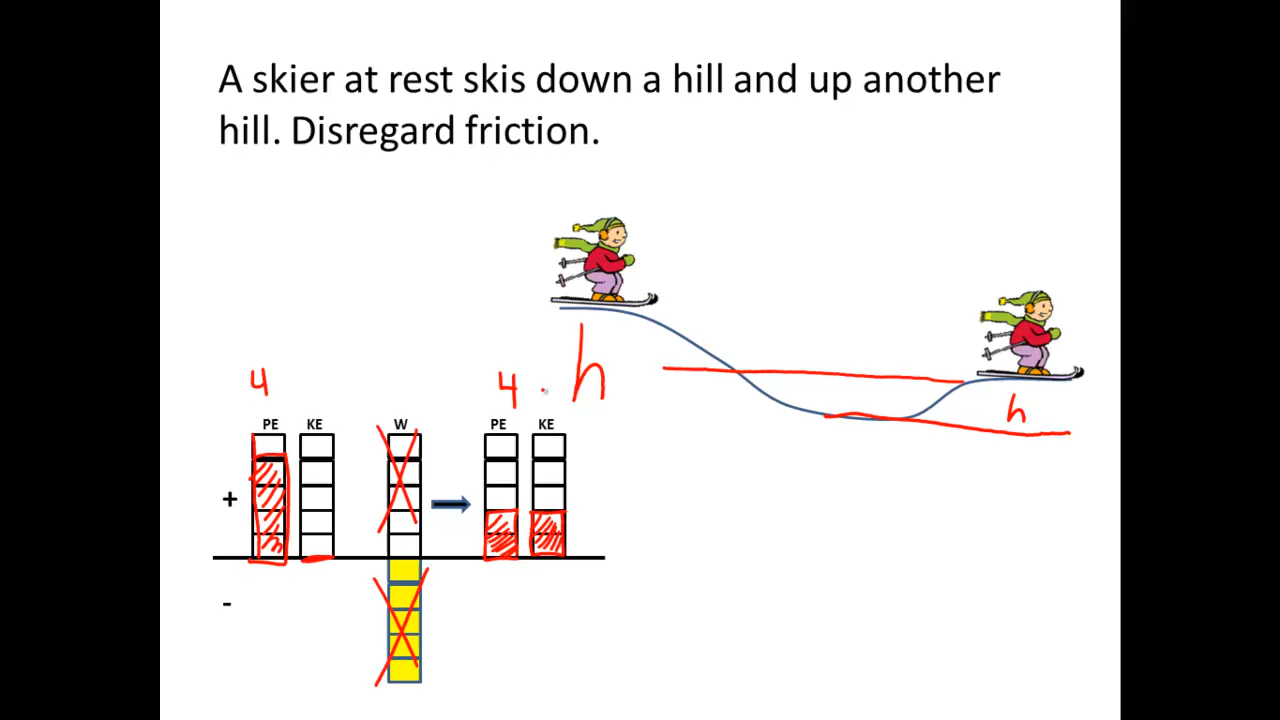 A skier at rest skis down a hill and up another
hill. Disregard friction.
h
h
4
4
PE KE W PE KE
+
-